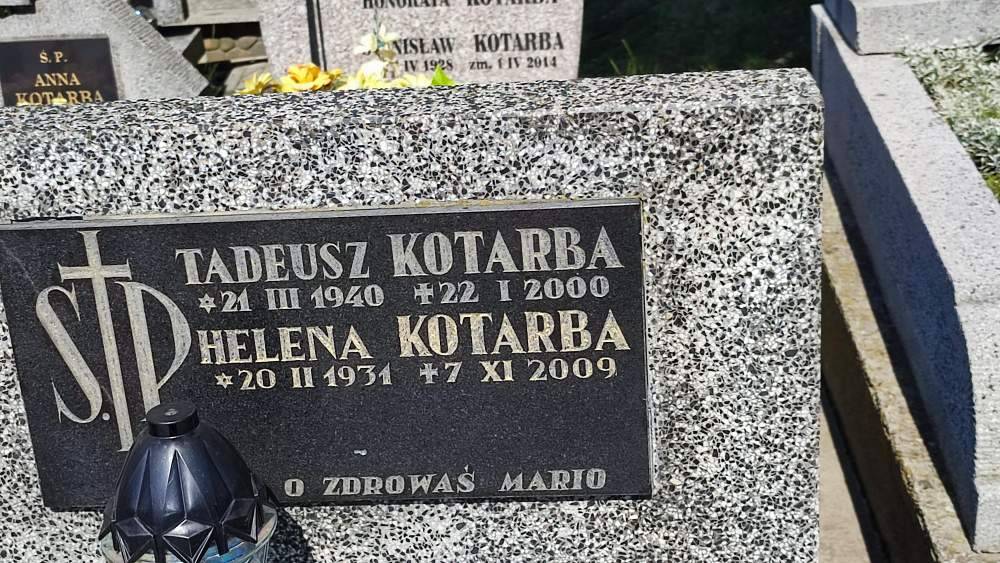 HONORATA KOTARBA
NISŁAW KOTARBA
IV 1928 zm. 1 IV 2014
Ś. P.
ANNA
KOTARBA
Ś.P.
TADEUSZ KOTARBA
21 III 1940 22 I 2000
HELENA KOTARBA
20 II 1931 7 XI 2009
O ZDROWAŚ MARIO